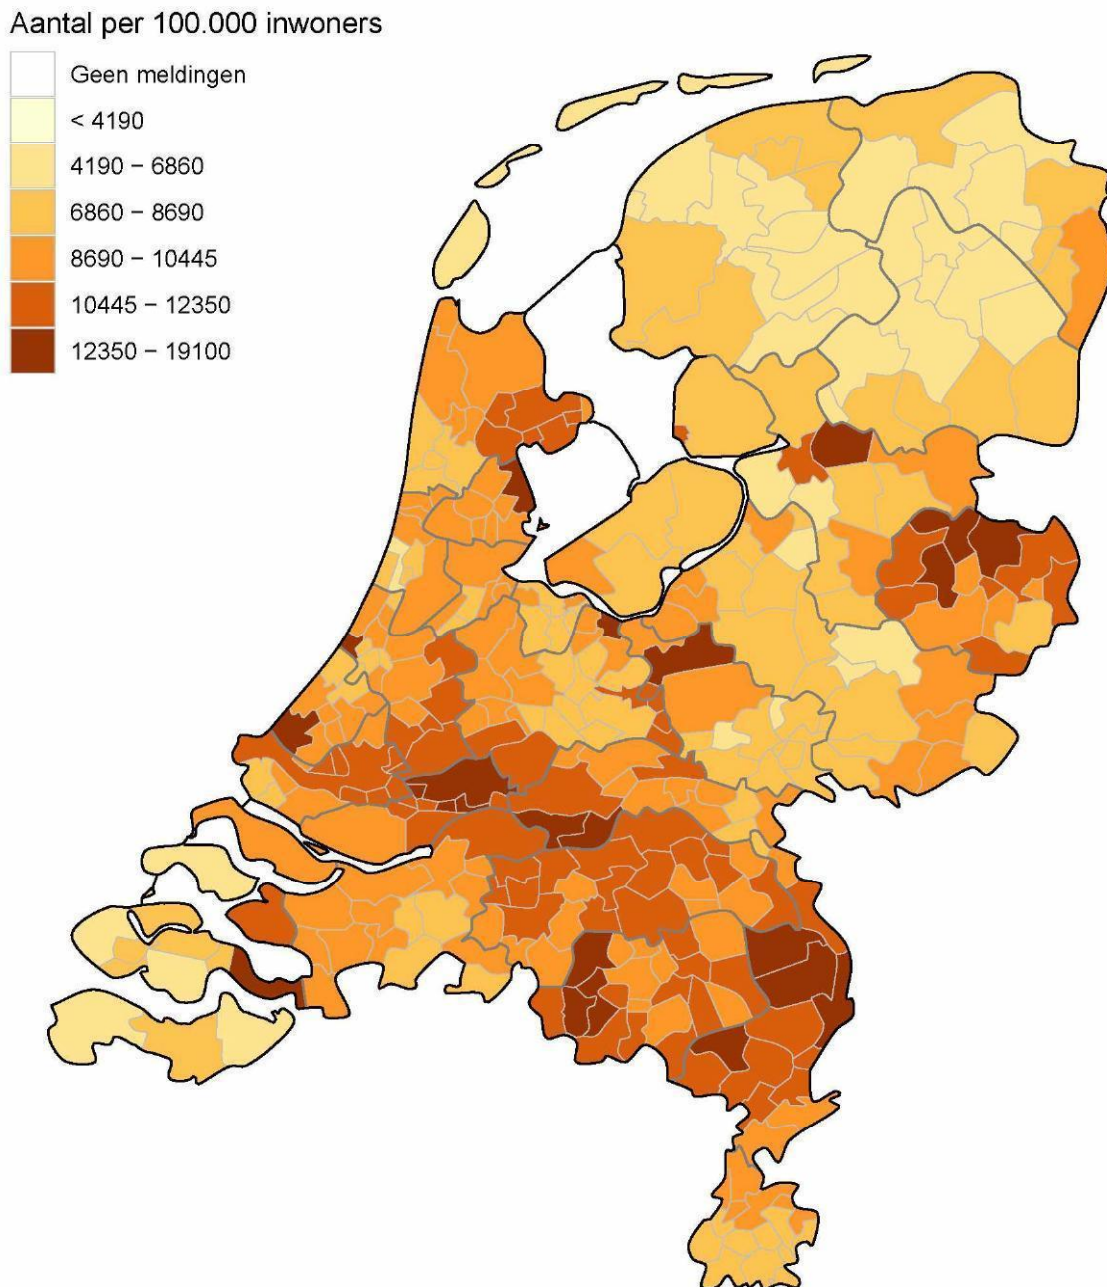 Aantal per 100.000 inwoners
Geen meldingen
< 4190
4190 − 6860
6860 − 8690
8690 − 10445
10445 − 12350
12350 − 19100